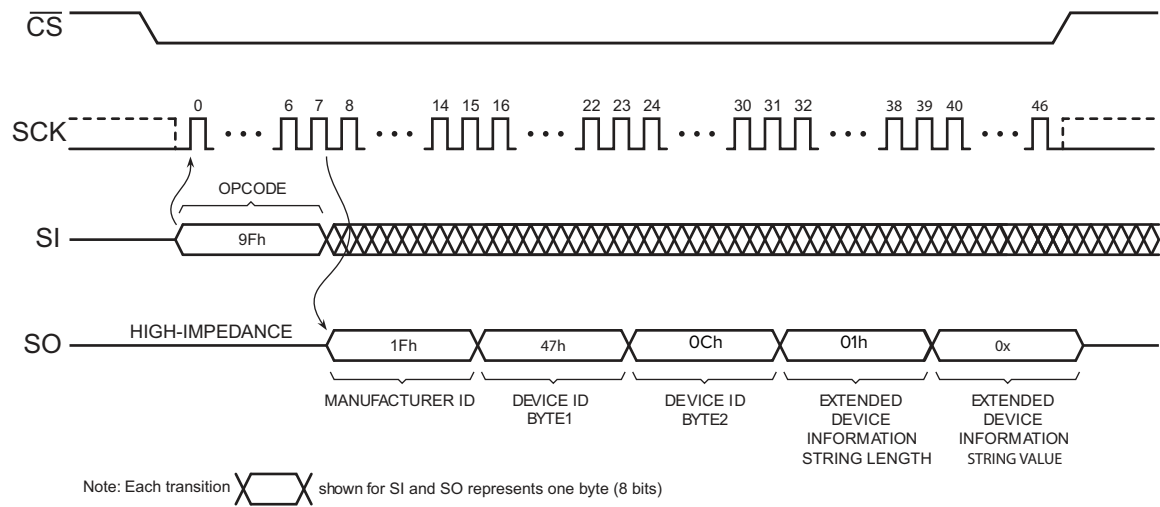 CS
SCK
0 6 7 8 14 15 16 22 23 24 30 31 32 38 39 40 46
OPCODE
SI
9Fh
HIGH-IMPEDANCE
SO
1Fh
47h
0Ch
01h
0x
MANUFACTURER ID
DEVICE ID
BYTE1
DEVICE ID
BYTE2
EXTENDED
DEVICE
INFORMATION
STRING LENGTH
EXTENDED
DEVICE
INFORMATION
STRING VALUE
Note: Each transition shown for SI and SO represents one byte (8 bits)